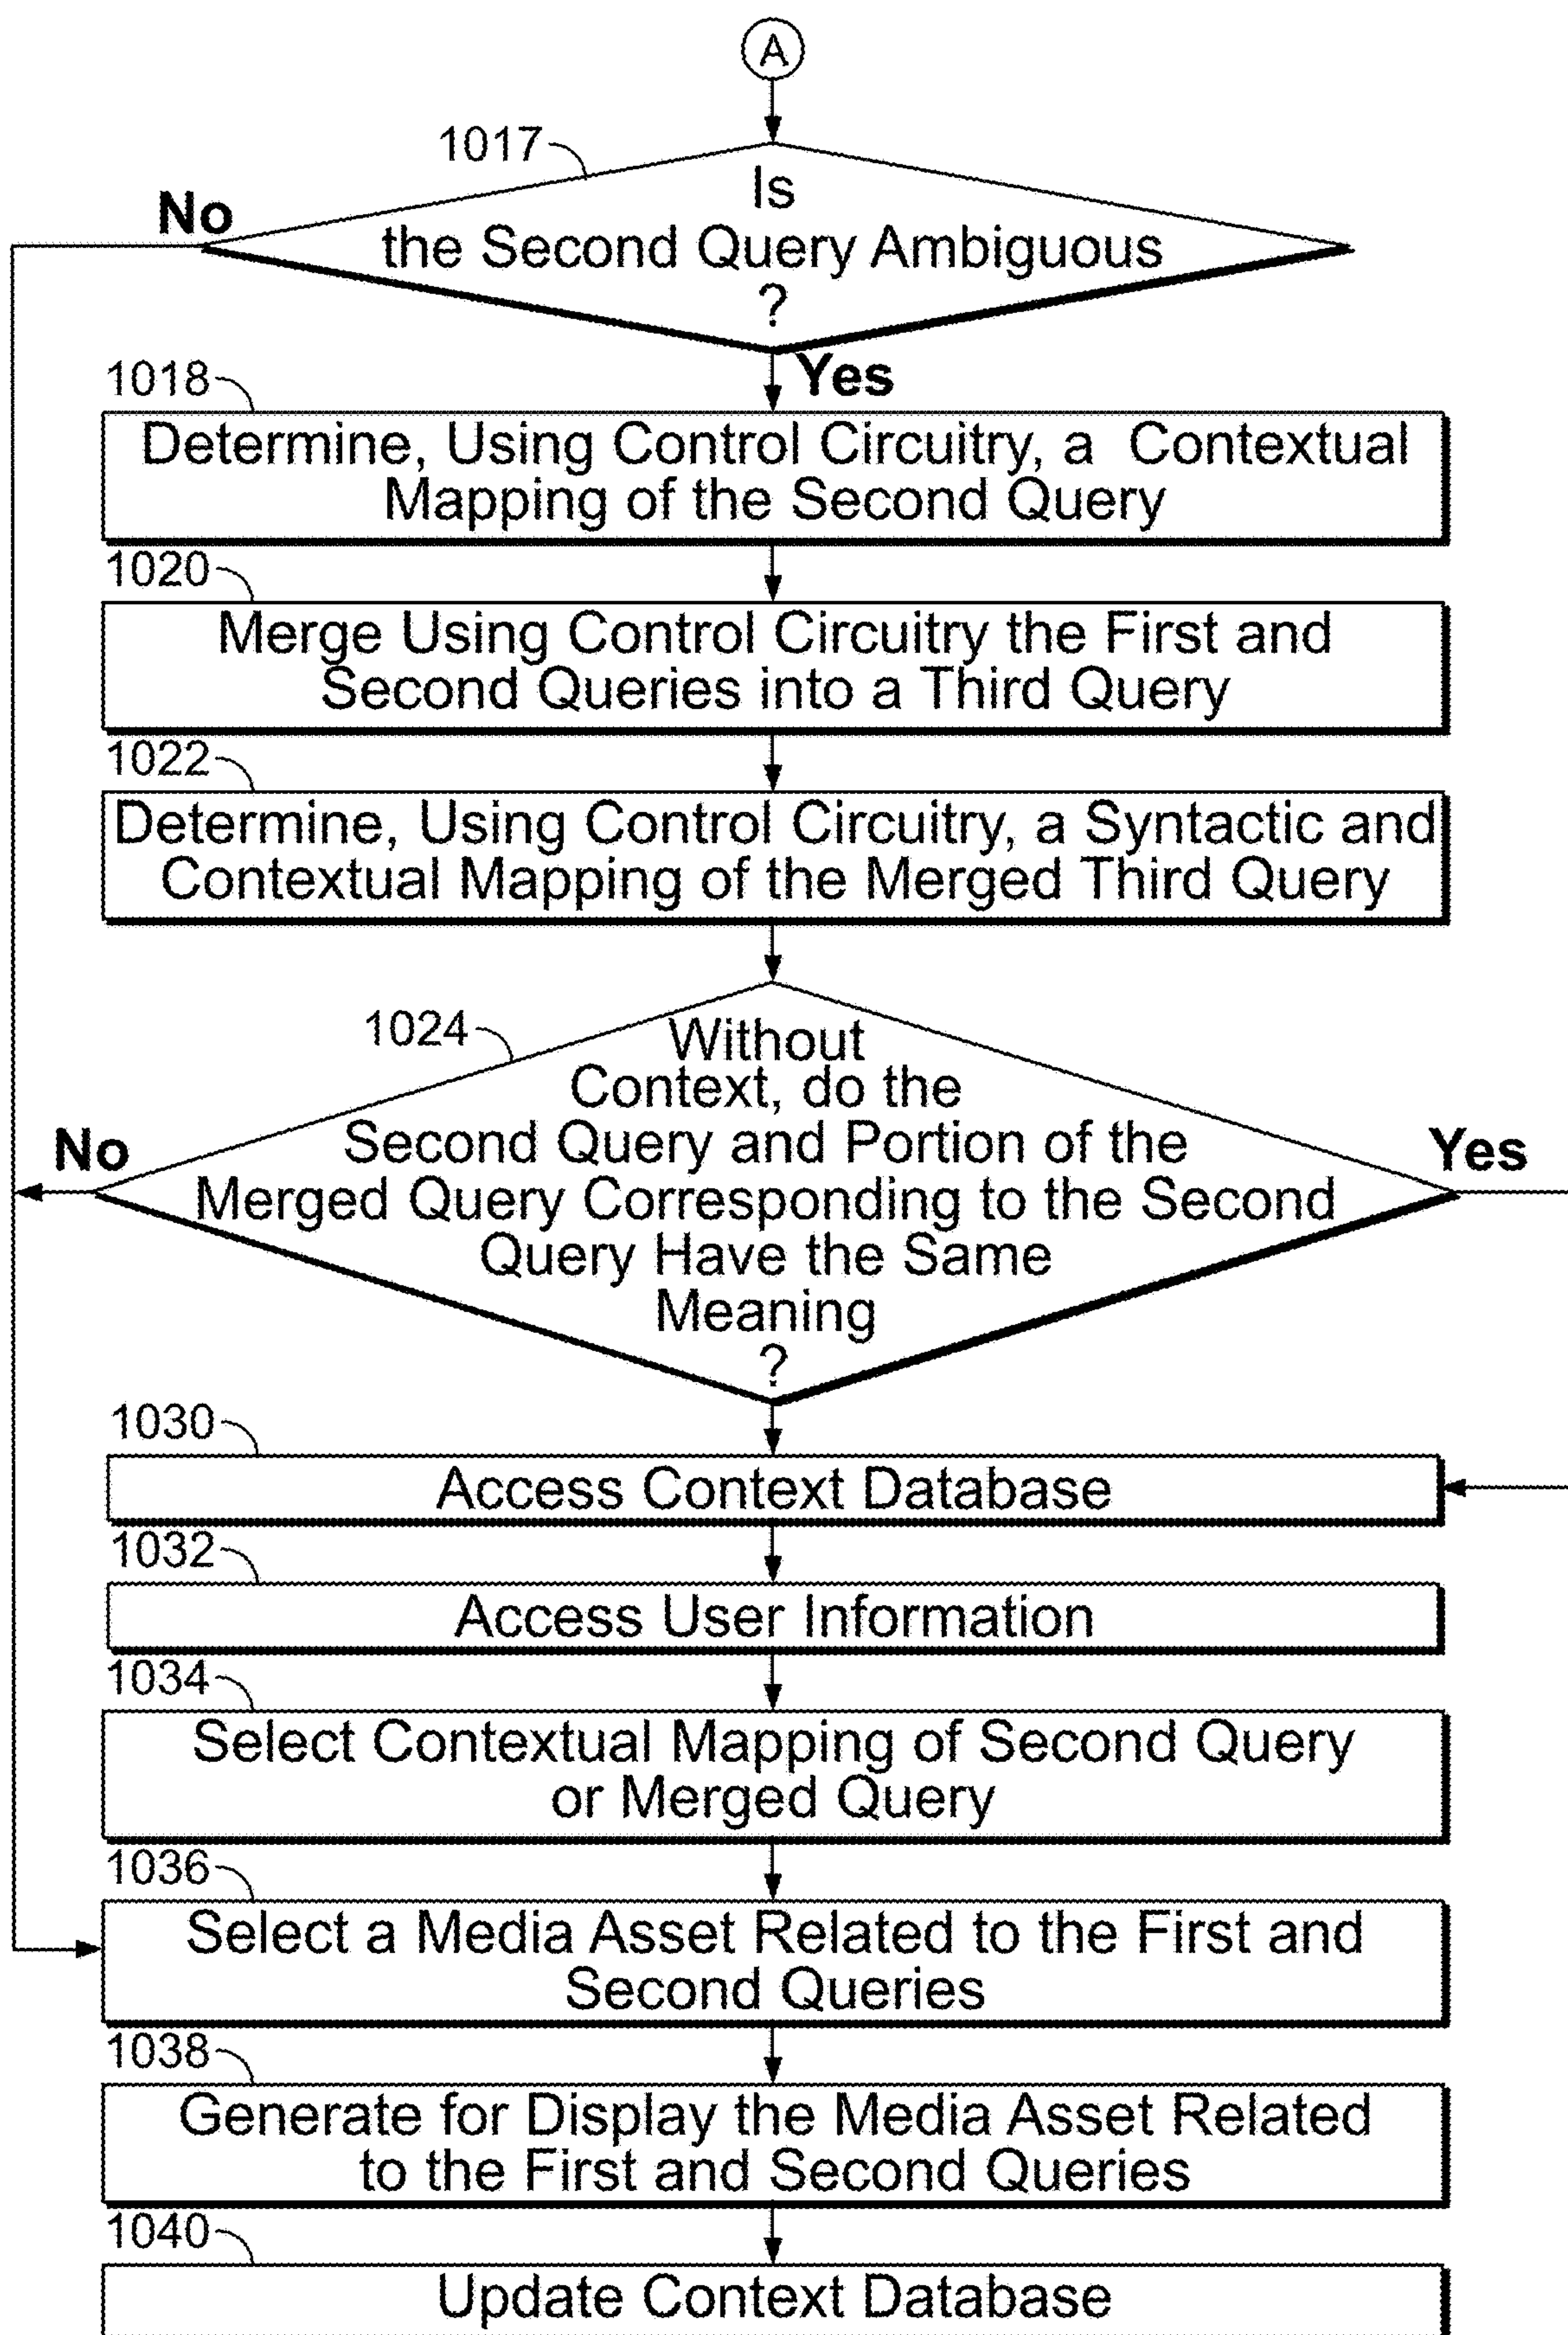 A
1017
Is
No
the Second Query Ambiguous
?
Yes
1018
Determine, Using Control Circuitry, a Contextual
Mapping of the Second Query
1020
Merge Using Control Circuitry the First and
Second Queries into a Third Query
1022
Determine, Using Control Circuitry, a Syntactic and
Contextual Mapping of the Merged Third Query
1024
Without
Context, do the
Second Query and Portion of the
No
Yes
Merged Query Corresponding to the Second
Query Have the Same
Meaning
?
1030
Access Context Database
1032
Access User Information
1034
Select Contextual Mapping of Second Query
or Merged Query
1036
Select a Media Asset Related to the First and
Second Queries
1038
Generate for Display the Media Asset Related
to the First and Second Queries
1040
Update Context Database